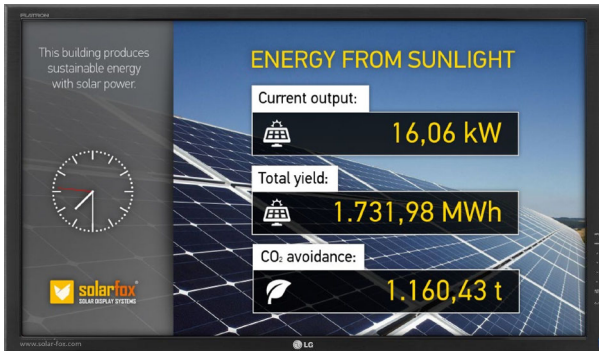 FLATRON
This building produces
sustainable energy
with solar power.
solarfox®
SOLAR DISPLAY SYSTEMS
ENERGY FROM SUNLIGHT
Current output:
16,06 kW
Total yield:
1.731,98 MWh
CO₂ avoidance:
1.160,43 t
www.solar-fox.com
LG